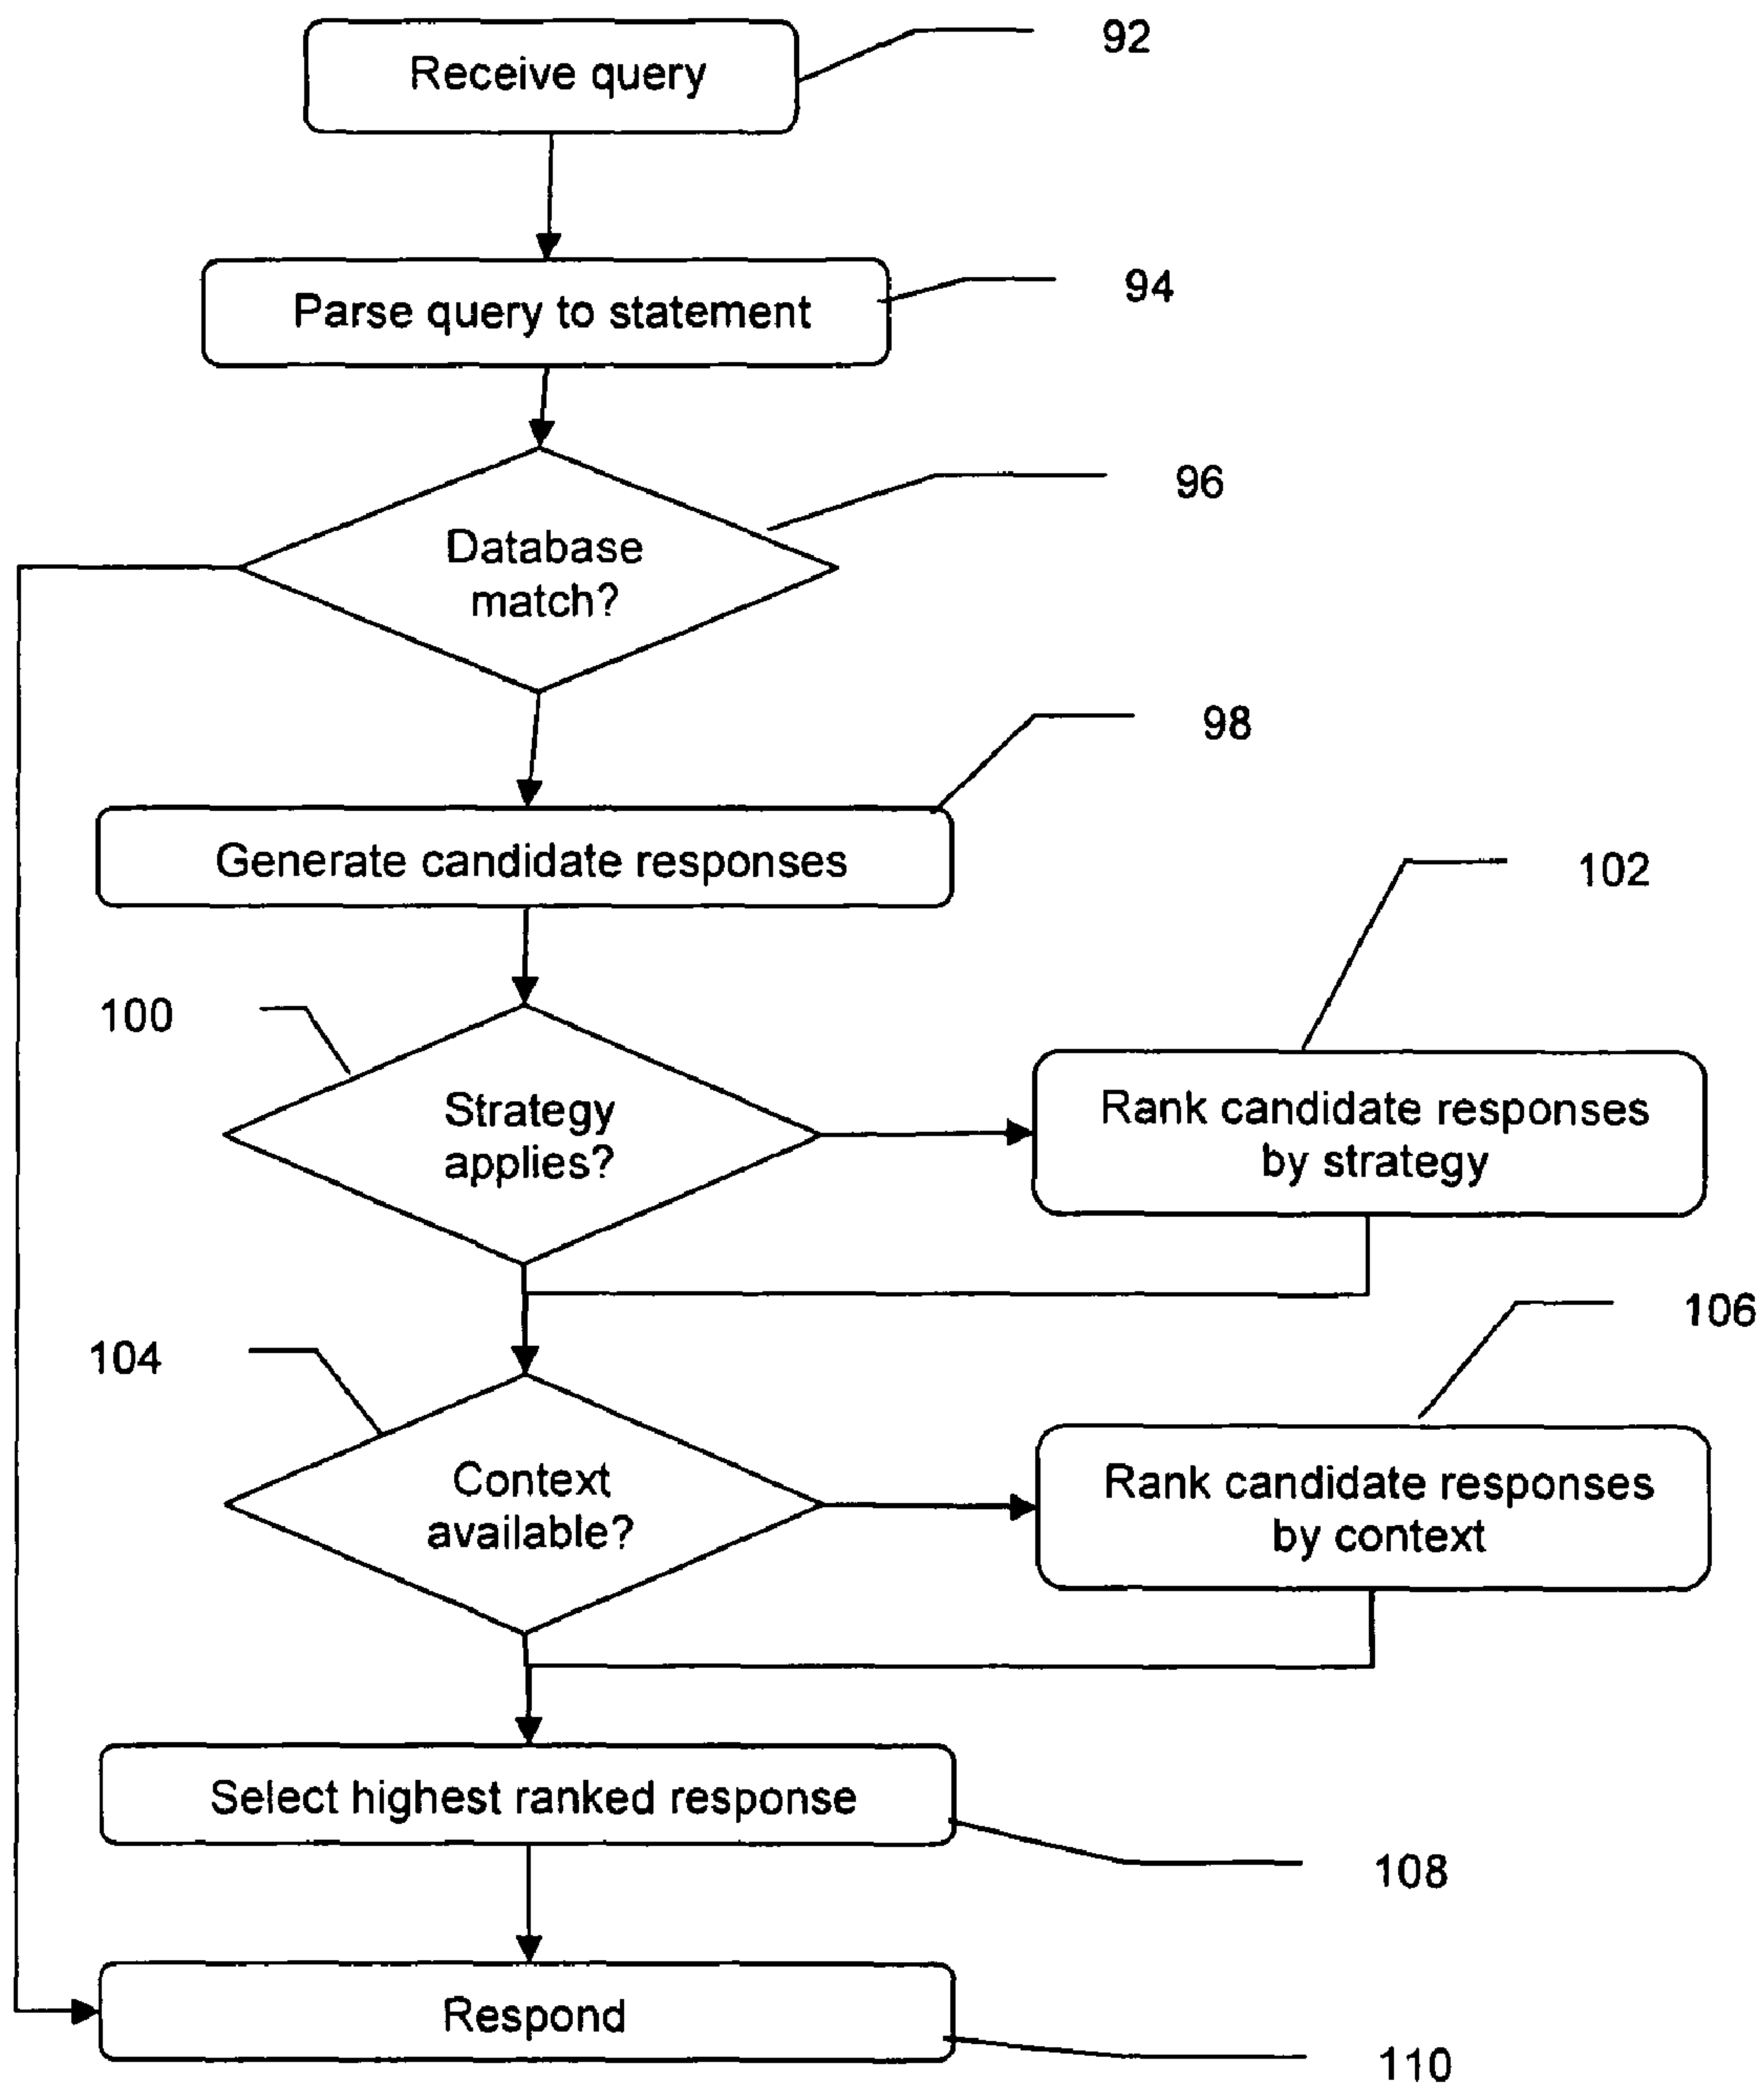 Receive query
92
Parse query to statement
94
Database
match?
96
Generate candidate responses
98
Strategy
applies?
100
Rank candidate responses
by strategy
102
Context
available?
104
Rank candidate responses
by context
106
Select highest ranked response
108
Respond
110